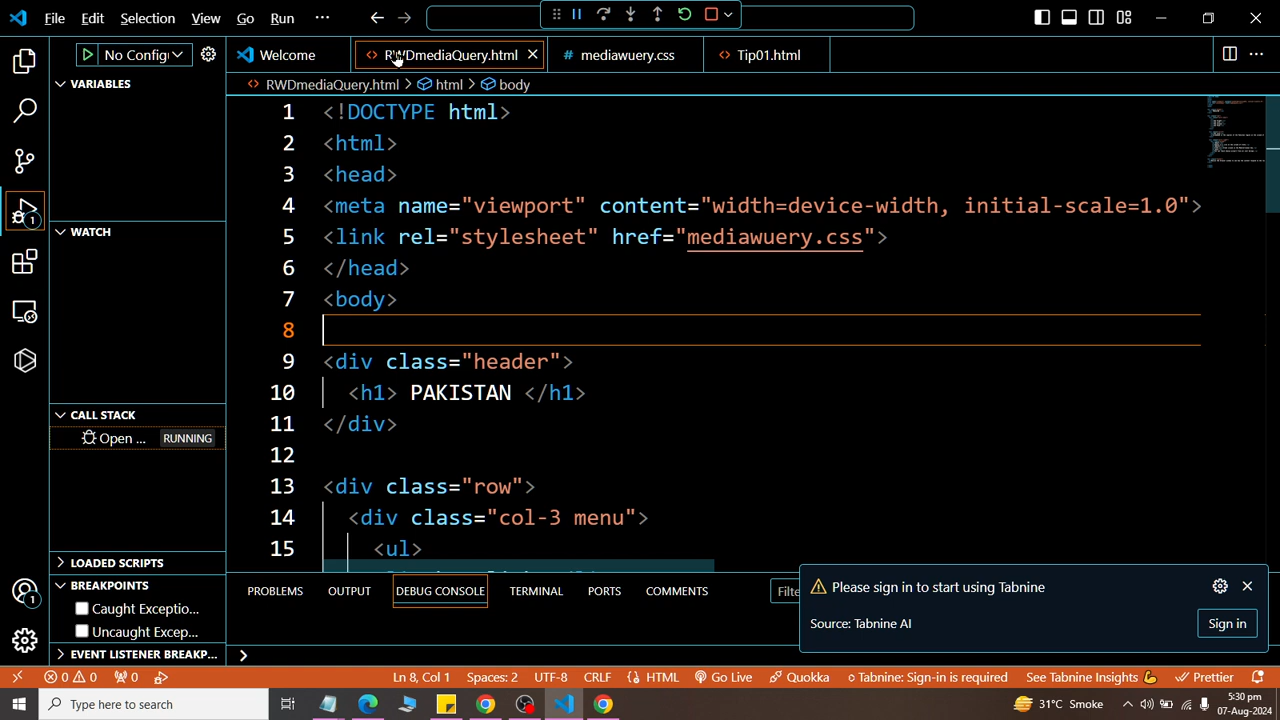 File Edit Selection View Go Run ···
No Configu
Welcome
RWDmediaQuery.html
# mediawuery.css
<> Tip01.html
RWDmediaQuery.html > html > body
VARIABLES
WATCH
CALL STACK
Open ... RUNNING
LOADED SCRIPTS
BREAKPOINTS
Caught Exceptio...
Uncaught Excep...
EVENT LISTENER BREAKP...
1 <!DOCTYPE html>
2 <html>
3 <head>
4 <meta name="viewport" content="width=device-width, initial-scale=1.0">
5 <link rel="stylesheet" href="mediawuery.css">
6 </head>
7 <body>
8
9 <div class="header">
10 <h1> PAKISTAN </h1>
11 </div>
12
13 <div class="row">
14 <div class="col-3 menu">
15 <ul>
PROBLEMS OUTPUT DEBUG CONSOLE TERMINAL PORTS COMMENTS Filte
Please sign in to start using Tabnine
Source: Tabnine AI
Sign in
1
1
0 0 0 Ln 8, Col 1 Spaces: 2 UTF-8 CRLF {} HTML Go Live Quokka Tabnine: Sign-in is required See Tabnine Insights Prettier
Type here to search
31°C Smoke
5:30 pm
07-Aug-2024